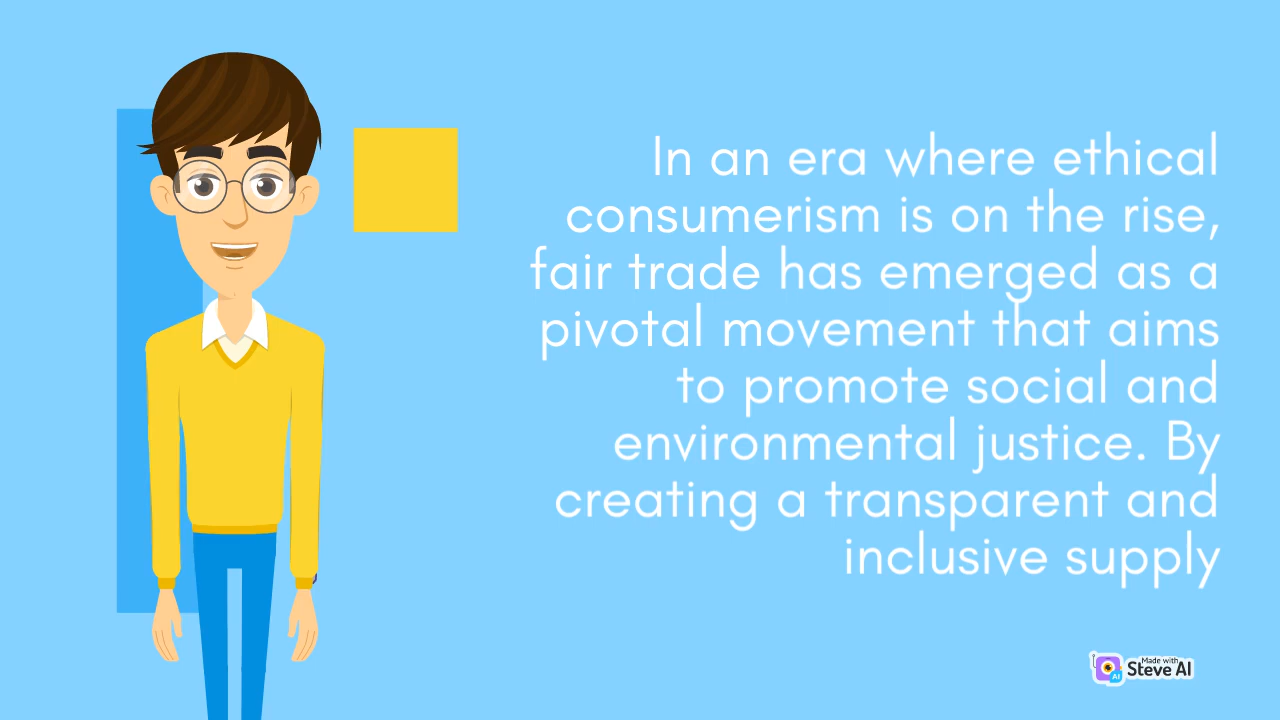 In an era where ethical
consumerism is on the rise,
fair trade has emerged as a
pivotal movement that aims
to promote social and
environmental justice. By
creating a transparent and
inclusive supply
Made with
Steve AI
AI